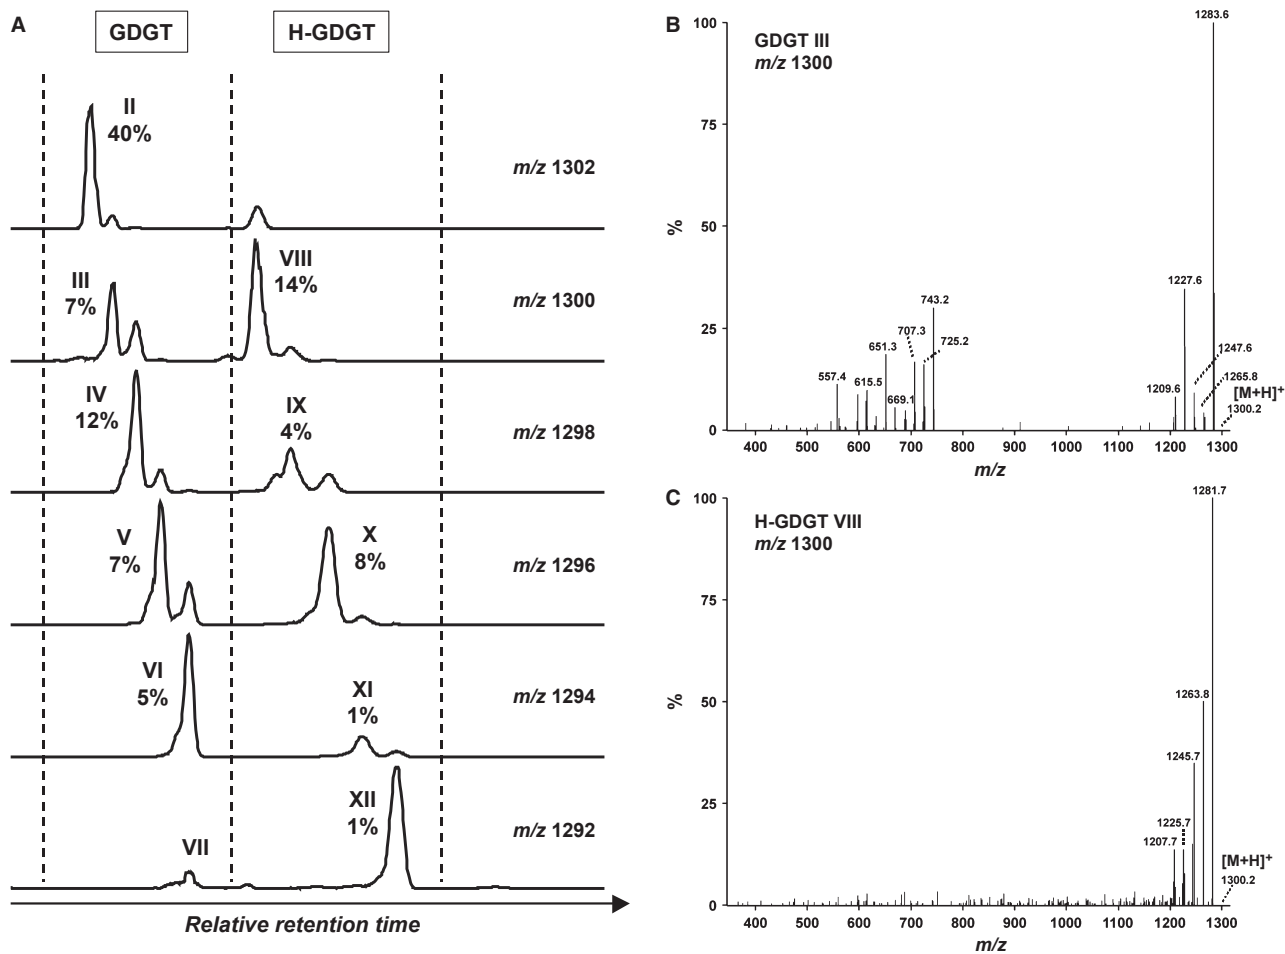 A
GDGT
H-GDGT
II
40%
m/z 1302
III
7%
VIII
14%
m/z 1300
IV
12%
IX
4%
m/z 1298
V
7%
X
8%
m/z 1296
VI
5%
XI
1%
m/z 1294
VII
XII
1%
m/z 1292
Relative retention time
B
GDGT III
m/z 1300
100
75
50
25
0
%
1283.6
1227.6
1247.6
1265.8
1209.6
[M+H]+
1300.2
743.2
707.3
725.2
651.3
669.1
615.5
557.4
400 500 600 700 800 900 1000 1100 1200 1300
m/z
C
H-GDGT VIII
m/z 1300
100
75
50
25
0
%
1281.7
1263.8
1245.7
1225.7
1207.7
[M+H]+
1300.2
400 500 600 700 800 900 1000 1100 1200 1300
m/z